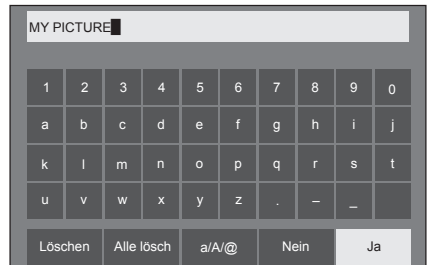 MY PICTURE
1 2 3 4 5 6 7 8 9 0
a b c d e f g h i j
k l m n o p q r s t
u v w x y z . – _
Löschen Alle lösch a/A/@ Nein Ja